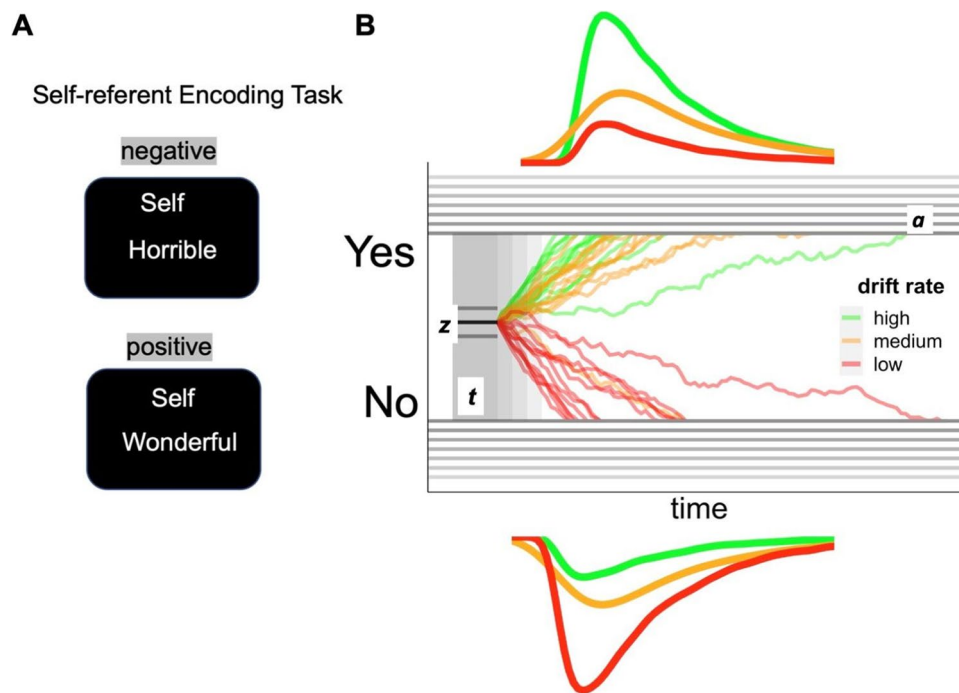 A
Self-referent Encoding Task
negative
Self
Horrible
positive
Self
Wonderful
B
a
Yes
z
No
t
drift rate
high
medium
low
time